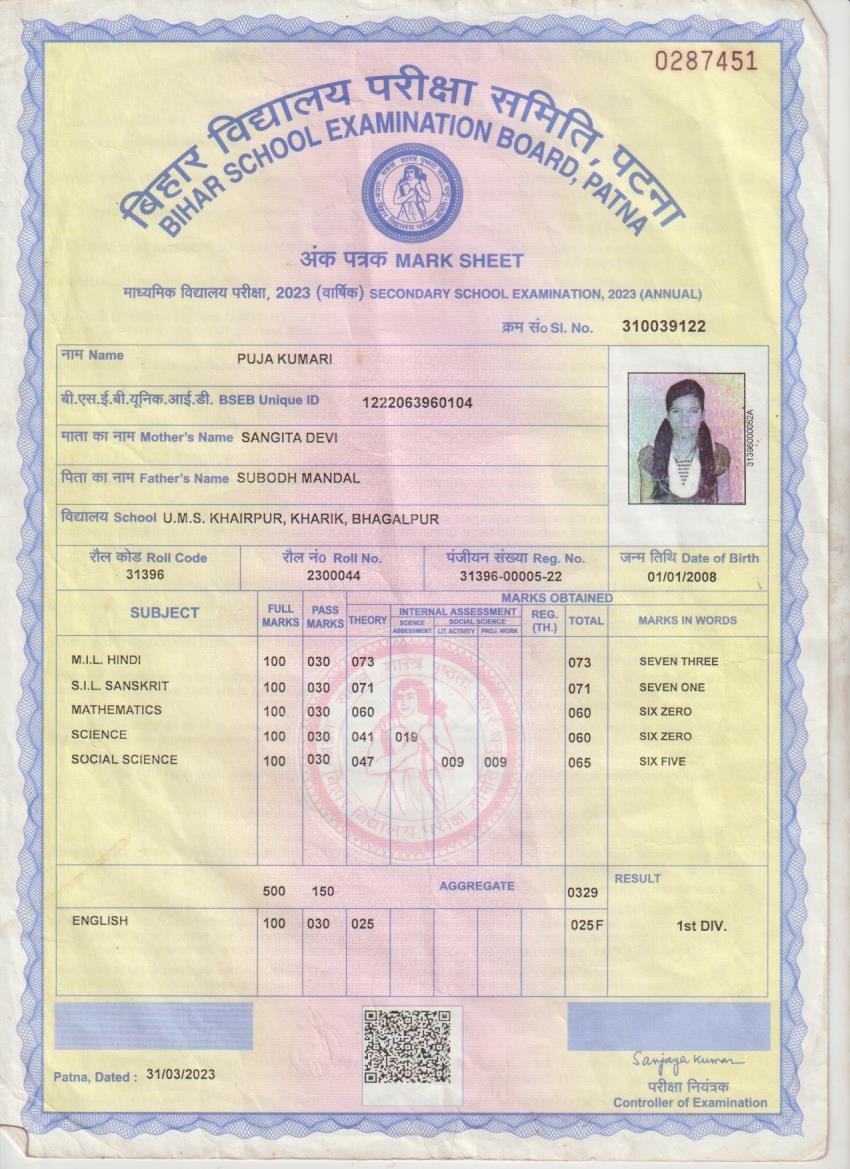 0287451
बिहार विद्यालय परीक्षा समिति, पटना
BIHAR SCHOOL EXAMINATION BOARD, PATNA
अंक पत्रक MARK SHEET
माध्यमिक विद्यालय परीक्षा, 2023 (वार्षिक) SECONDARY SCHOOL EXAMINATION, 2023 (ANNUAL)
क्रम सं० Sl. No. 310039122
नाम Name PUJA KUMARI
बी.एस.ई.बी.यूनिक.आई.डी. BSEB Unique ID 1222063960104
माता का नाम Mother's Name SANGITA DEVI
पिता का नाम Father's Name SUBODH MANDAL
विद्यालय School U.M.S. KHAIRPUR, KHARIK, BHAGALPUR
31396000052A
रौल कोड Roll Code रौल नं० Roll No. पंजीयन संख्या Reg. No. जन्म तिथि Date of Birth
31396 2300044 31396-00005-22 01/01/2008
MARKS OBTAINED
SUBJECT FULL MARKS PASS MARKS THEORY INTERNAL ASSESSMENT REG. (TH.) TOTAL MARKS IN WORDS
SCIENCE ASSESSMENT SOCIAL SCIENCE
LIT. ACTIVITY PROJ. WORK
M.I.L. HINDI 100 030 073 073 SEVEN THREE
S.I.L. SANSKRIT 100 030 071 071 SEVEN ONE
MATHEMATICS 100 030 060 060 SIX ZERO
SCIENCE 100 030 041 019 060 SIX ZERO
SOCIAL SCIENCE 100 030 047 009 009 065 SIX FIVE
500 150 AGGREGATE 0329 RESULT
ENGLISH 100 030 025 025F 1st DIV.
Patna, Dated : 31/03/2023
Sanjaya Kumar
परीक्षा नियंत्रक
Controller of Examination